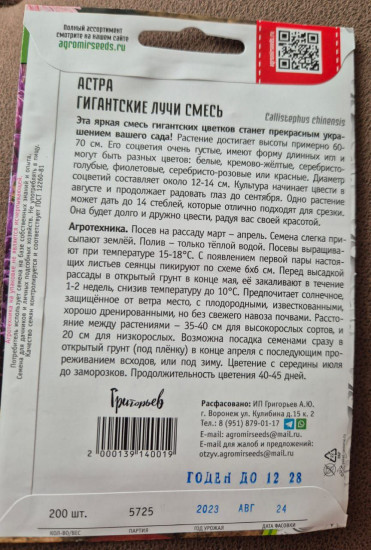 Полный ассортимент
смотрите на нашем сайте
agromirseeds.ru
АСТРА
ГИГАНТСКИЕ ЛУЧИ СМЕСЬ
Callistephus chinensis
Эта яркая смесь гигантских цветков станет прекрасным укра-
шением вашего сада! Растение достигает высоты примерно 60-
70 см. Его соцветия очень густые, имеют форму длинных игл и
могут быть разных цветов: белые, кремово-жёлтые, серебристо-
голубые, фиолетовые, серебристо-розовые или красные. Диаметр
соцветий составляет около 12-14 см. Культура начинает цвести в
августе и продолжает радовать глаз до сентября. Одно растение
может дать до 14 стеблей, которые отлично подходят для срезки.
Она будет долго и дружно цвести, радуя вас своей красотой.
Агротехника. Посев на рассаду март – апрель. Семена слегка при-
сыпают землёй. Полив – только тёплой водой. Посевы выращива-
ют при температуре 15-18°С. С появлением первой пары настоя-
щих листьев сеянцы пикируют по схеме 6х6 см. Перед высадкой
рассады в открытый грунт в конце мая, её закаливают в течение
1-2 недель, снизив температуру до 10°С. Предпочитает солнечное,
защищённое от ветра место, с плодородными, известкованными,
хорошо дренированными, но без свежего навоза почвами. Рассто-
яние между растениями – 35-40 см для высокорослых сортов, и
20 см для низкорослых. Возможна посадка семенами сразу в
открытый грунт (под плёнку) в конце апреля с последующим про-
реживанием всходов, или под зиму. Цветение с середины июля
до заморозков. Продолжительность цветения 40-45 дней.
Григорьев
2 000139 140019
Расфасовано: ИП Григорьев А.Ю.
г. Воронеж ул. Кулибина д.15 к. 2
Тел.: 8 (951) 879-01-17
E-mail: agromirseeds@mail.ru
E-mail для жалоб и предложений:
otzyv.agromirseeds@mail.ru
ГОДЕН ДО 12 28
200 шт. 5725 2023 АВГ 24
КОЛ-ВО/ВЕС ПАРТИЯ ГОД УРОЖАЯ ДАТА ФАСОВКИ